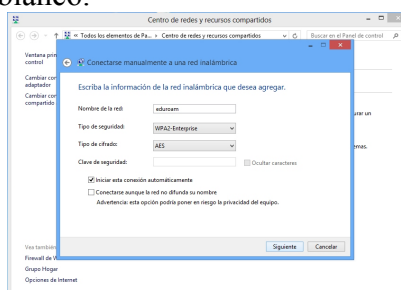 blanco.
Centro de redes y recursos compartidos
« Todos los elementos de Pa... ▸ Centro de redes y recursos compartidos
Buscar en el Panel de control
Ventana prin
control
Cambiar con
adaptador
Cambiar con
compartido
Conectarse manualmente a una red inalámbrica
Escriba la información de la red inalámbrica que desea agregar.
Nombre de la red:
eduroam
Tipo de seguridad:
WPA2-Enterprise
Tipo de cifrado:
AES
Clave de seguridad:
Ocultar caracteres
Iniciar esta conexión automáticamente
Conectarse aunque la red no difunda su nombre
Advertencia: esta opción podría poner en riesgo la privacidad del equipo.
urar un
emas.
Siguiente
Cancelar
Vea también
Firewall de W
Grupo Hogar
Opciones de Internet